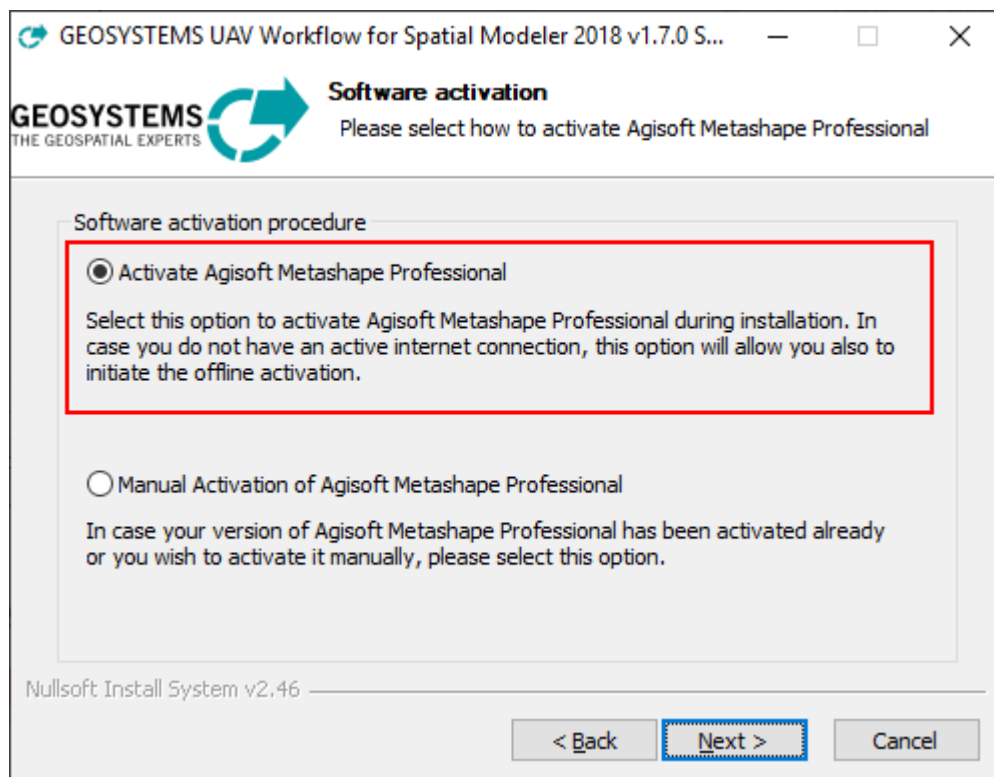 GEOSYSTEMS UAV Workflow for Spatial Modeler 2018 v1.7.0 S...
GEOSYSTEMS
THE GEOSPATIAL EXPERTS
Software activation
Please select how to activate Agisoft Metashape Professional
Software activation procedure
Activate Agisoft Metashape Professional
Select this option to activate Agisoft Metashape Professional during installation. In
case you do not have an active internet connection, this option will allow you also to
initiate the offline activation.
Manual Activation of Agisoft Metashape Professional
In case your version of Agisoft Metashape Professional has been activated already
or you wish to activate it manually, please select this option.
Nullsoft Install System v2.46
< Back
Next >
Cancel